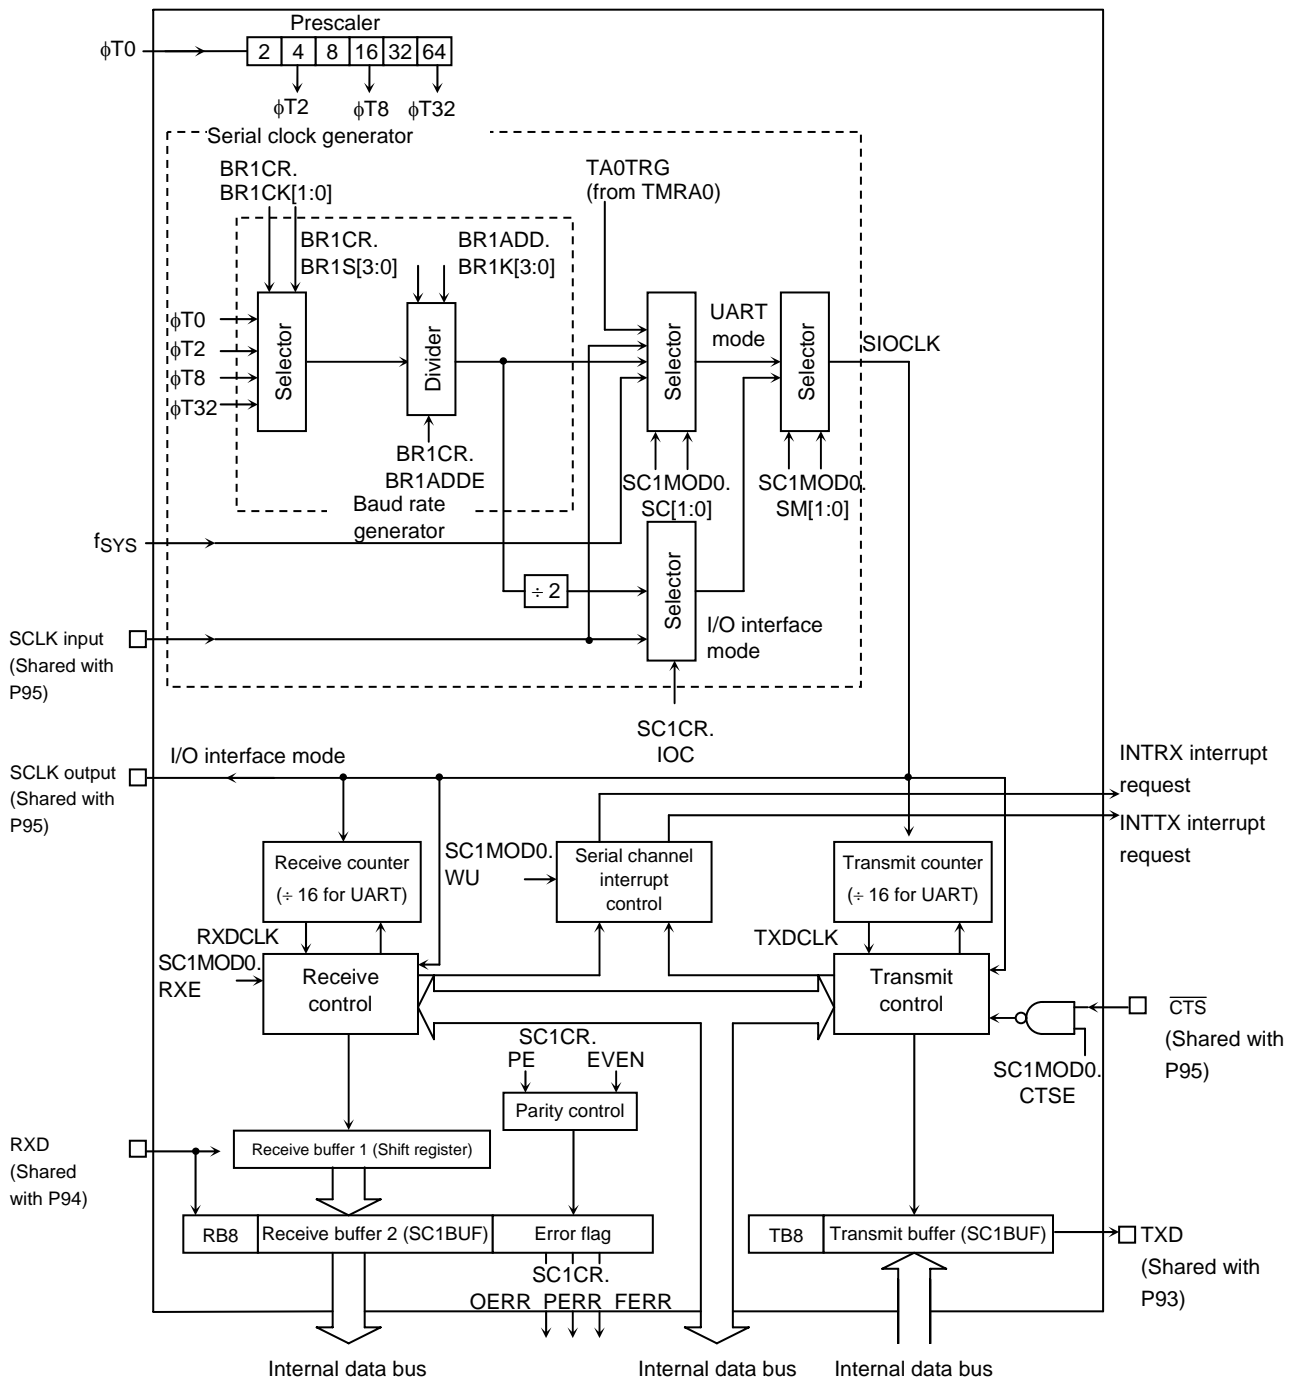 Prescaler
ϕT0
2 4 8 16 32 64
ϕT2 ϕT8 ϕT32
Serial clock generator
BR1CR.
BR1CK[1:0]
TA0TRG
(from TMRA0)
BR1CR.
BR1S[3:0]
BR1ADD.
BR1K[3:0]
ϕT0
ϕT2
ϕT8
ϕT32
Selector
Divider
Selector
UART
mode
Selector
SIOCLK
BR1CR.
BR1ADDE
Baud rate
generator
SC1MOD0.
SC[1:0]
SC1MOD0.
SM[1:0]
fSYS
÷ 2
Selector
I/O interface
mode
SCLK input
(Shared with
P95)
SC1CR.
IOC
I/O interface mode
SCLK output
(Shared with
P95)
INTRX interrupt
request
INTTX interrupt
request
Receive counter
(÷ 16 for UART)
SC1MOD0.
WU
Serial channel
interrupt
control
Transmit counter
(÷ 16 for UART)
RXDCLK
SC1MOD0.
RXE
Receive
control
TXDCLK
Transmit
control
CTS
(Shared with
P95)
SC1MOD0.
CTSE
SC1CR.
PE EVEN
Parity control
RXD
(Shared
with P94)
Receive buffer 1 (Shift register)
RB8 Receive buffer 2 (SC1BUF) Error flag
TB8 Transmit buffer (SC1BUF)
TXD
(Shared with
P93)
SC1CR.
OERR PERR FERR
Internal data bus Internal data bus Internal data bus